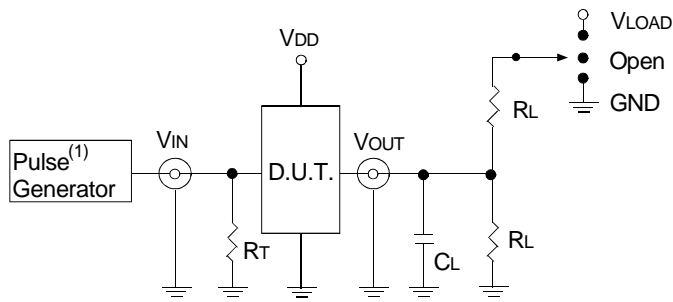 VLOAD
VDD
Open
GND
RL
VIN
VOUT
Pulse(1)
Generator
D.U.T.
RT
CL
RL